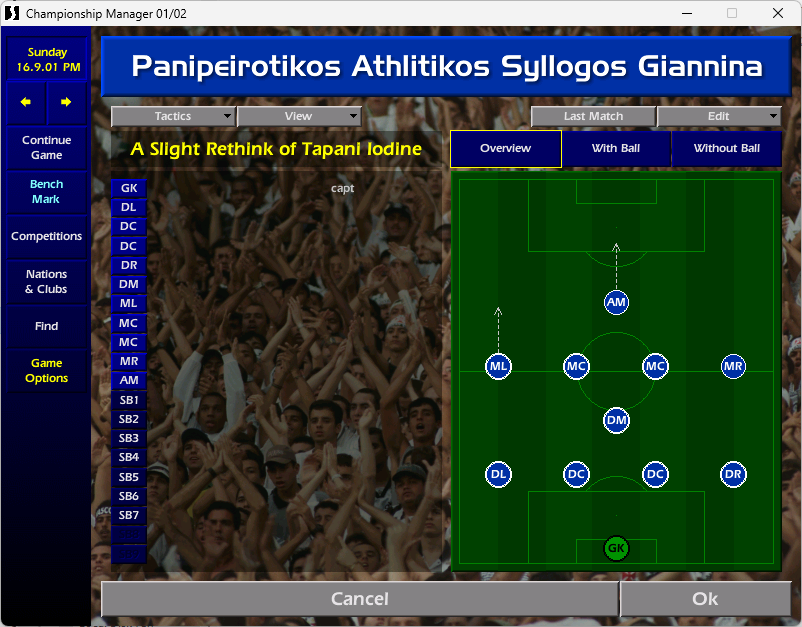 Championship Manager 01/02
Sunday
16.9.01 PM
Panipeirotikos Athlitikos Syllogos Giannina
Continue
Game
Bench
Mark
Competitions
Nations
& Clubs
Find
Game
Options
Tactics
View
Last Match
Edit
A Slight Rethink of Tapani Iodine
Overview
With Ball
Without Ball
GK capt
DL
DC
DC
DR
DM
ML
MC
MC
MR
AM
SB1
SB2
SB3
SB4
SB5
SB6
SB7
AM
ML MC MC MR
DM
DL DC DC DR
GK
Cancel
Ok